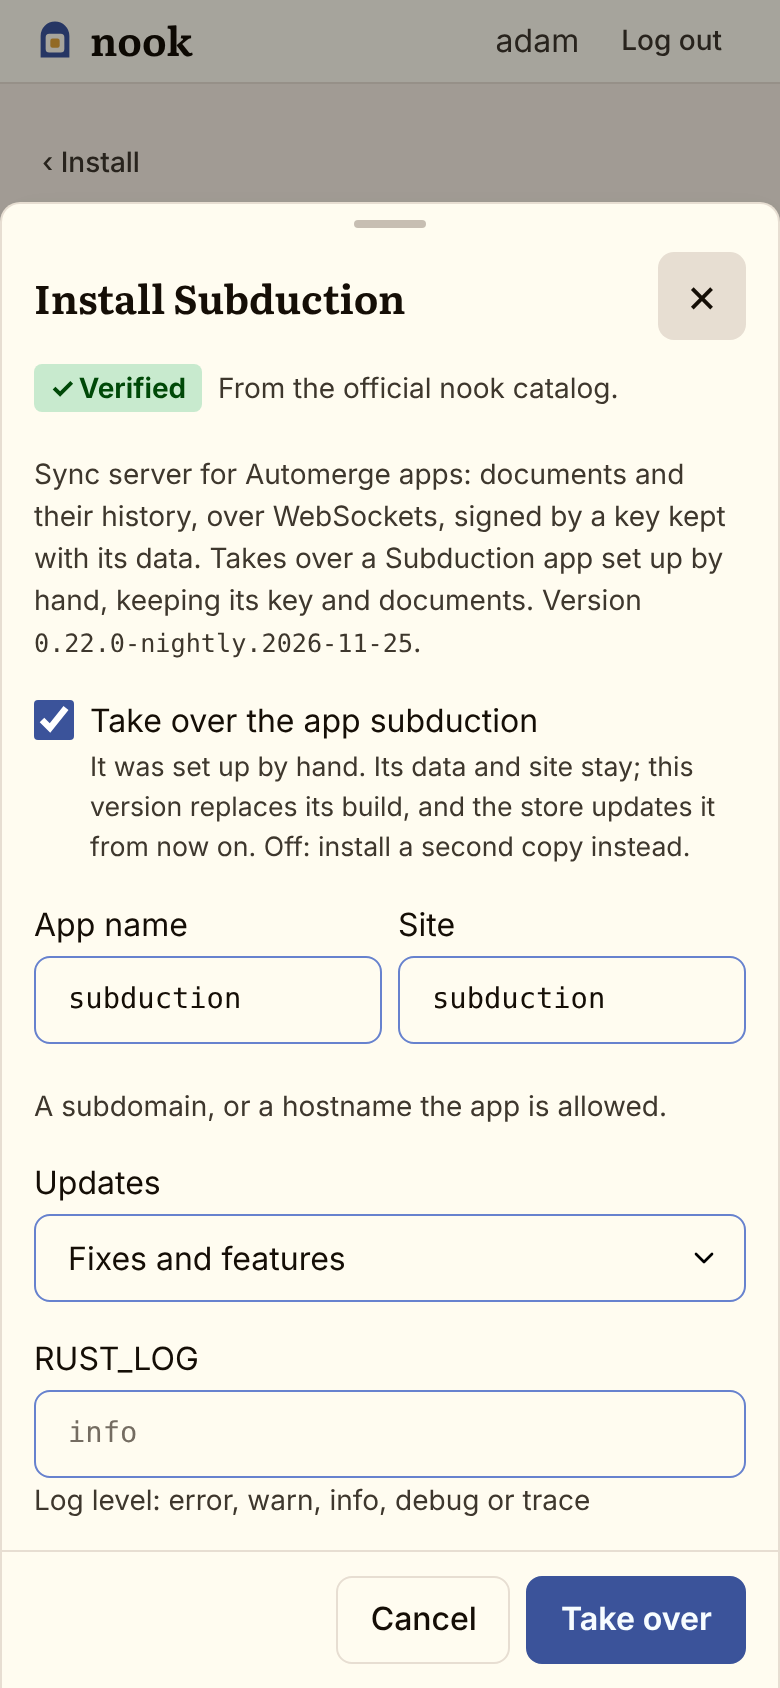 nook
adam
Log out
‹ Install
Install Subduction
Verified
From the official nook catalog.
Sync server for Automerge apps: documents and
their history, over WebSockets, signed by a key kept
with its data. Takes over a Subduction app set up by
hand, keeping its key and documents. Version
0.22.0-nightly.2026-11-25.
Take over the app subduction
It was set up by hand. Its data and site stay; this
version replaces its build, and the store updates it
from now on. Off: install a second copy instead.
App name
Site
subduction
subduction
A subdomain, or a hostname the app is allowed.
Updates
Fixes and features
RUST_LOG
info
Log level: error, warn, info, debug or trace
Cancel
Take over